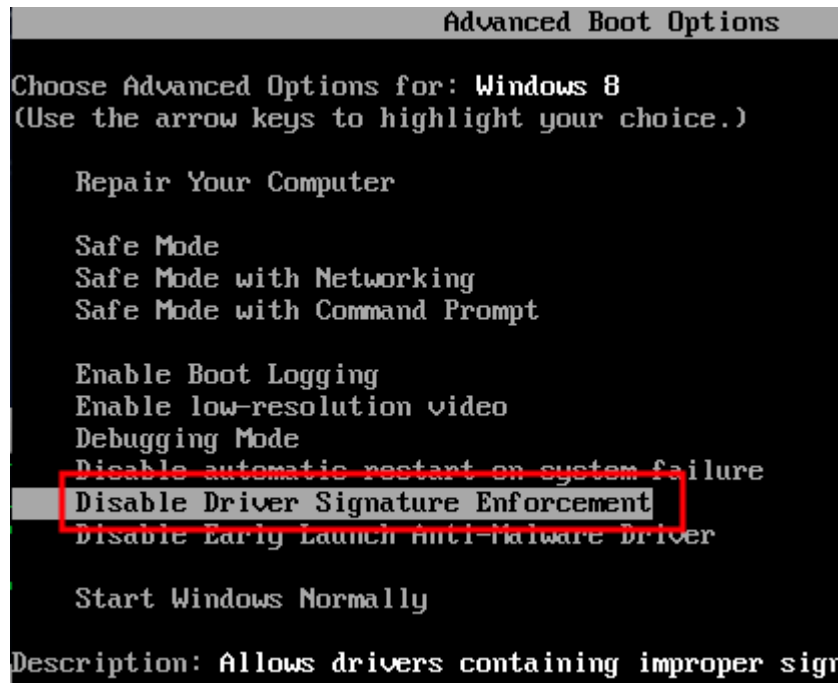 Advanced Boot Options
Choose Advanced Options for: Windows 8
(Use the arrow keys to highlight your choice.)
Repair Your Computer
Safe Mode
Safe Mode with Networking
Safe Mode with Command Prompt
Enable Boot Logging
Enable low-resolution video
Debugging Mode
Disable automatic restart on system failure
Disable Driver Signature Enforcement
Disable Early Launch Anti-Malware Driver
Start Windows Normally
Description: Allows drivers containing improper sign